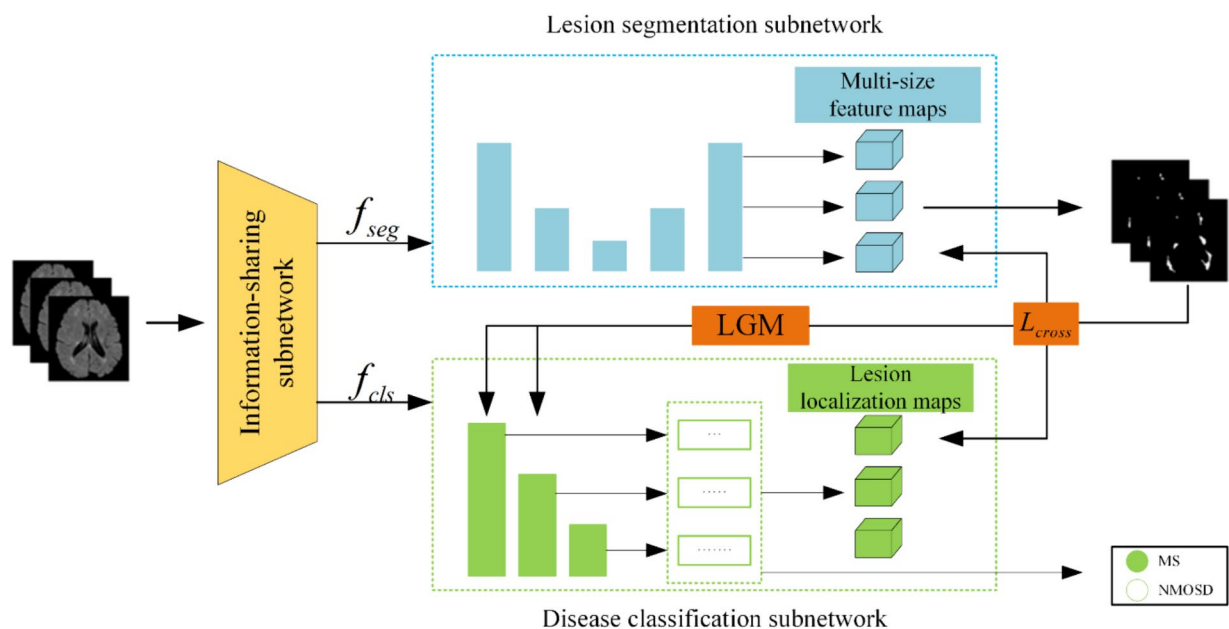 Lesion segmentation subnetwork
Multi-size
feature maps
Information-sharing
subnetwork
f_seg
f_cls
LGM
L_cross
Lesion
localization maps
...
.....
.......
MS
NMOSD
Disease classification subnetwork